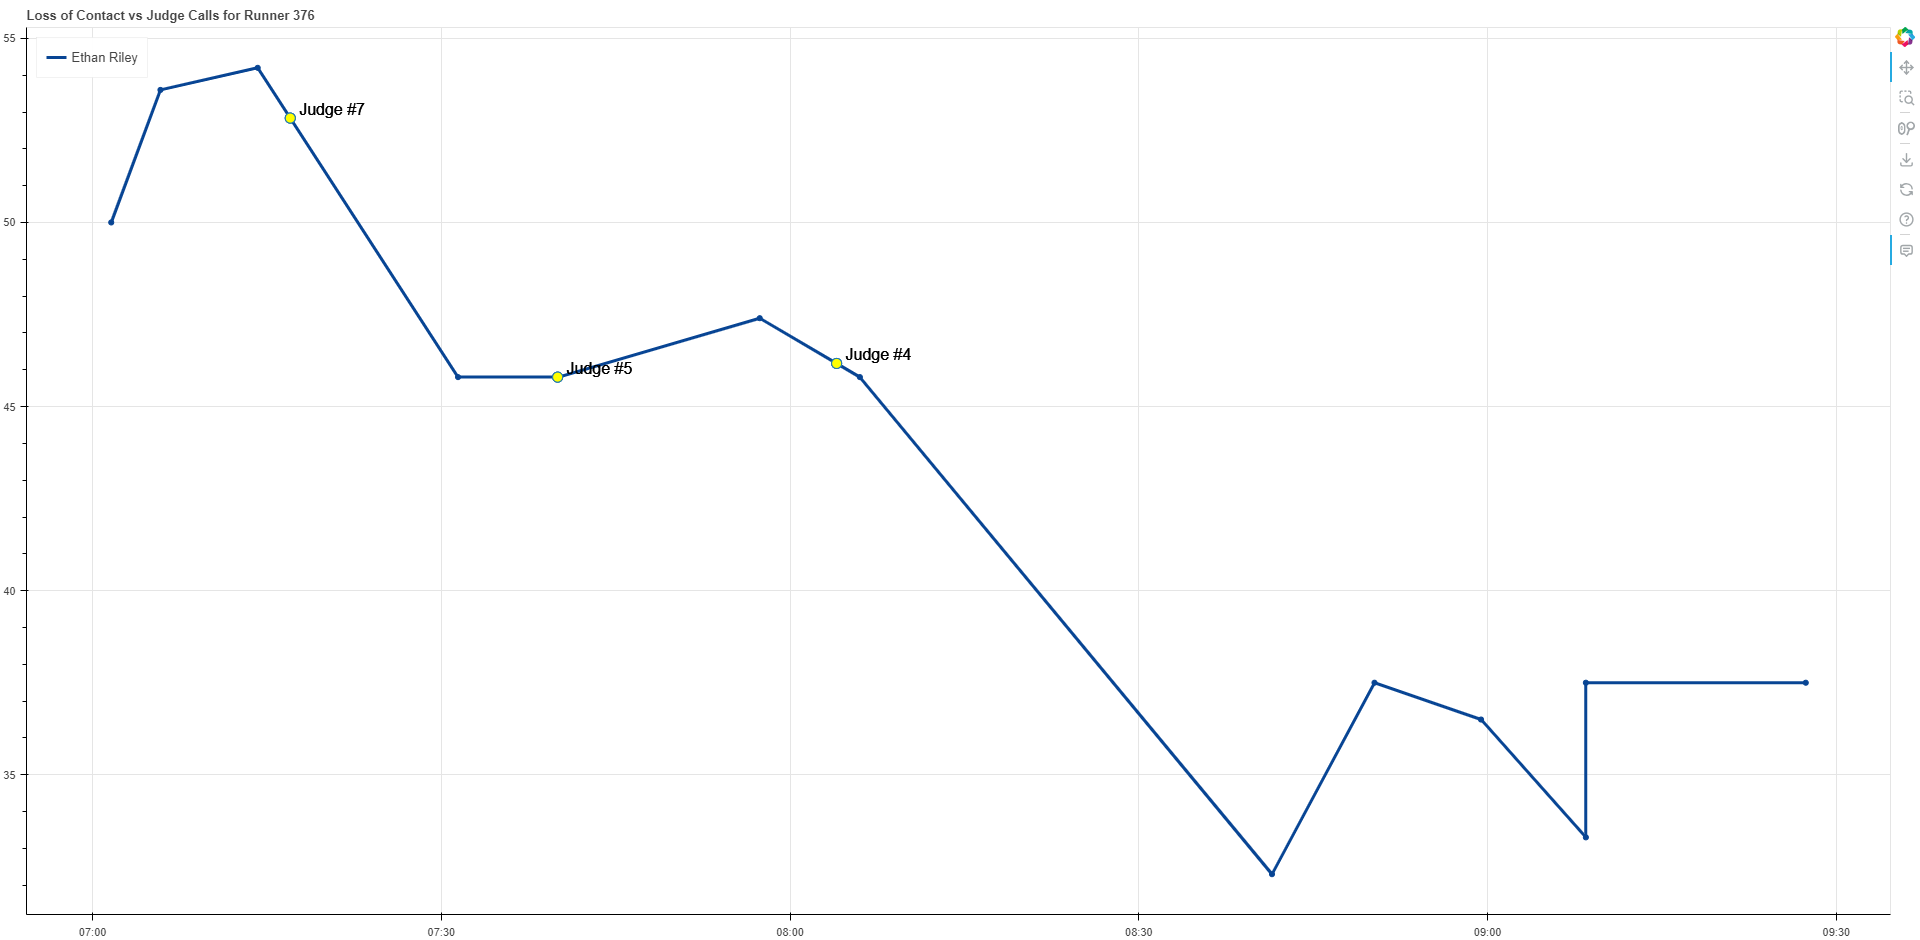 Loss of Contact vs Judge Calls for Runner 376
55
Ethan Riley
Judge #7
50
Judge #4
Judge #5
45
40
35
07:00 07:30 08:00 08:30 09:00 09:30